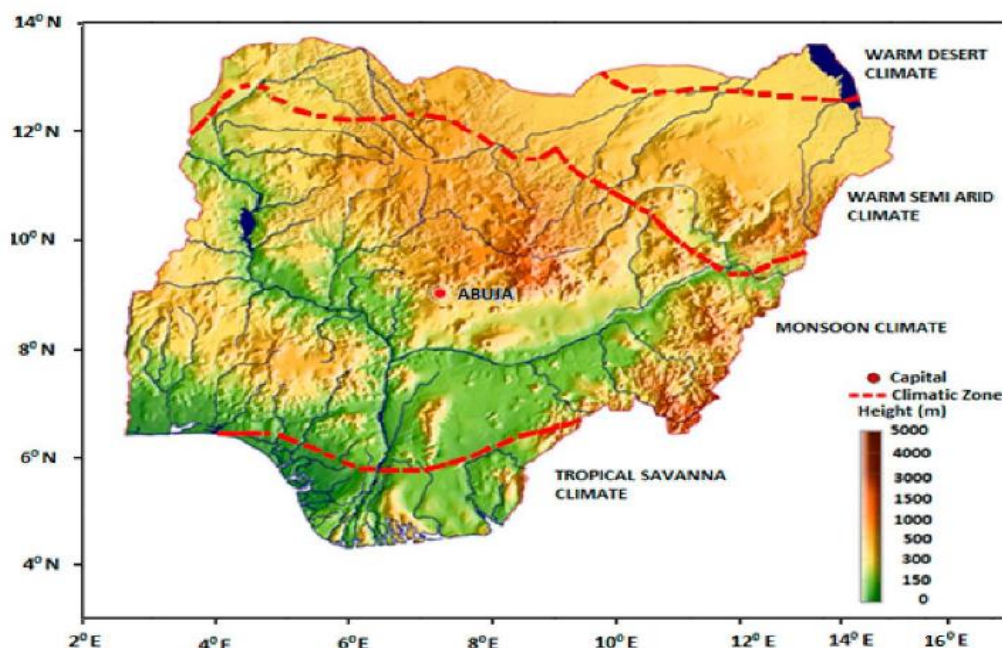 14° N
12° N
10° N
8° N
6° N
4° N
WARM DESERT
CLIMATE
WARM SEMI ARID
CLIMATE
ABUJA
MONSOON CLIMATE
Capital
Climatic Zone
Height (m)
5000
4000
3000
1500
1000
500
300
150
0
TROPICAL SAVANNA
CLIMATE
2° E
4° E
6° E
8° E
10° E
12° E
14° E
16° E